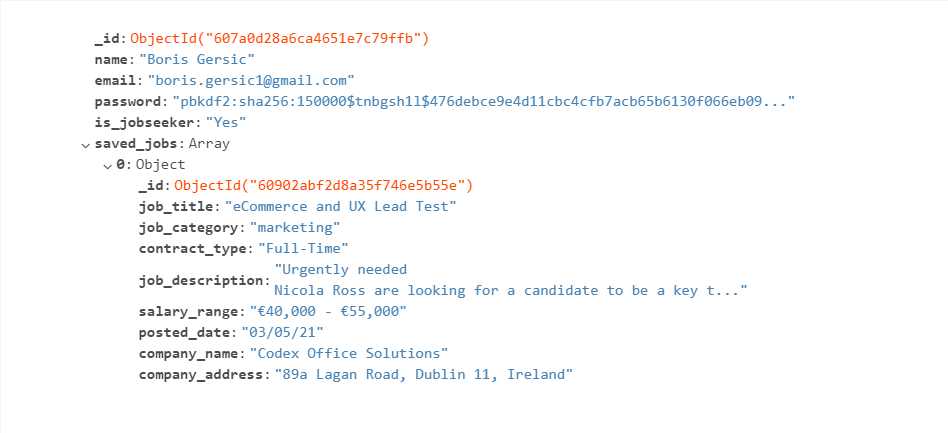 _id: ObjectId("607a0d28a6ca4651e7c79ffb")
name: "Boris Gersic"
email: "boris.gersic1@gmail.com"
password: "pbkdf2:sha256:150000$tnbgsh1l$476debce9e4d11cbc4cfb7acb65b6130f066eb09..."
is_jobseeker: "Yes"
saved_jobs: Array
0: Object
_id: ObjectId("60902abf2d8a35f746e5b55e")
job_title: "eCommerce and UX Lead Test"
job_category: "marketing"
contract_type: "Full-Time"
job_description: "Urgently needed
Nicola Ross are looking for a candidate to be a key t..."
salary_range: "€40,000 - €55,000"
posted_date: "03/05/21"
company_name: "Codex Office Solutions"
company_address: "89a Lagan Road, Dublin 11, Ireland"